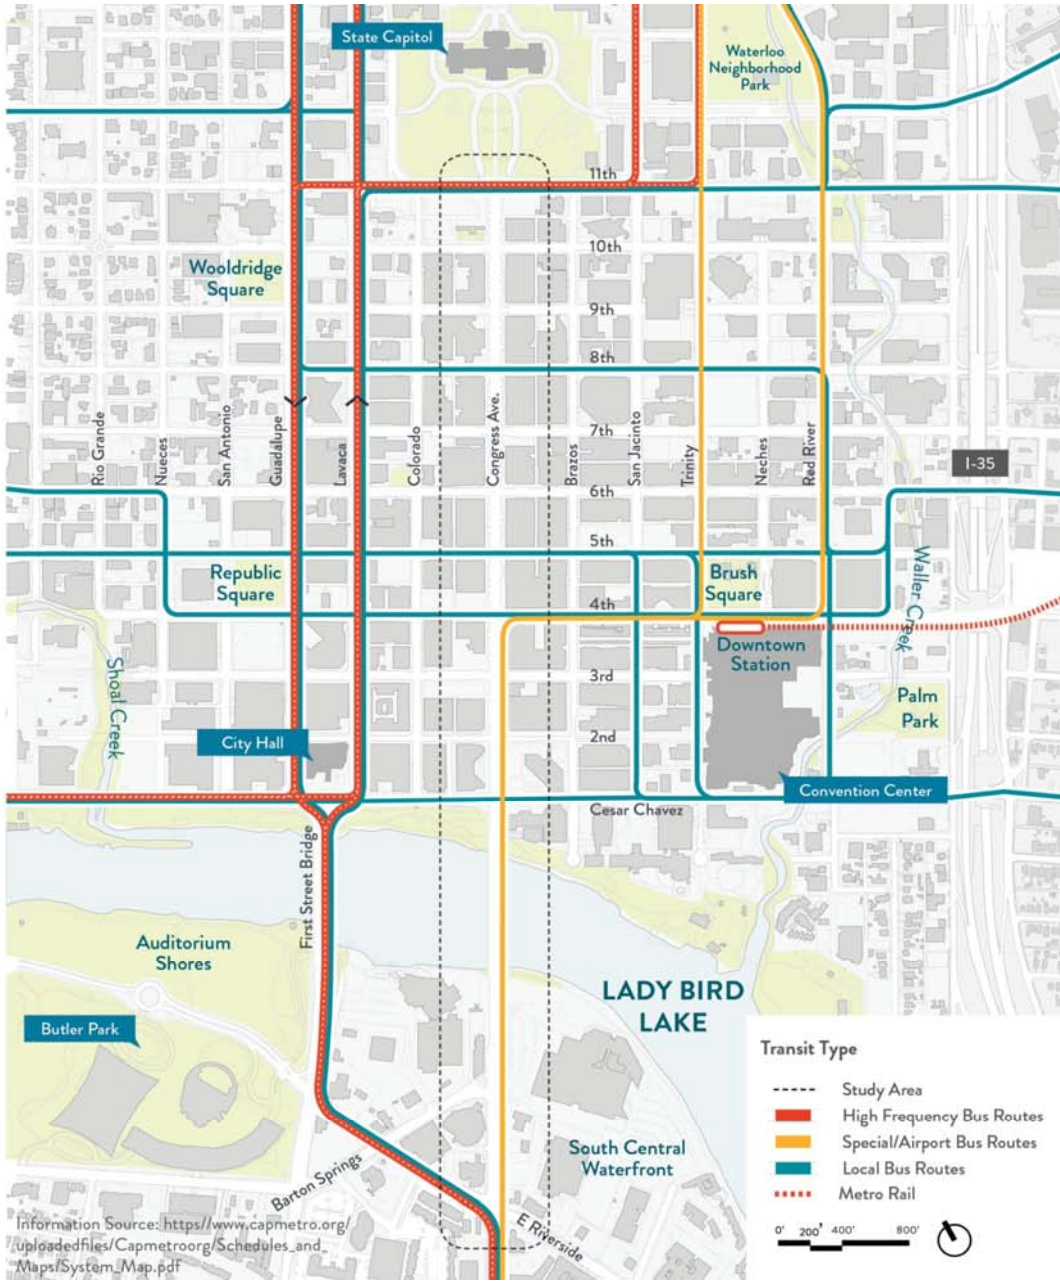 State Capitol
Waterloo
Neighborhood
Park
11th
10th
Wooldridge
Square
9th
8th
Rio Grande
Nueces
San Antonio
Guadalupe
Lavaca
Colorado
Congress Ave.
Brazos
San Jacinto
Trinity
Neches
Red River
7th
I-35
6th
5th
Republic
Square
Brush
Square
Waller Creek
4th
Downtown
Station
Shoal Creek
3rd
Palm
Park
City Hall
2nd
Convention Center
Cesar Chavez
First Street Bridge
Auditorium
Shores
LADY BIRD
LAKE
Butler Park
South Central
Waterfront
Barton Springs
E Riverside
Information Source: https//www.capmetro.org/
uploadedfiles/Capmetroorg/Schedules_and_
Maps/System_Map.pdf
Transit Type
Study Area
High Frequency Bus Routes
Special/Airport Bus Routes
Local Bus Routes
Metro Rail
0' 200' 400' 800'